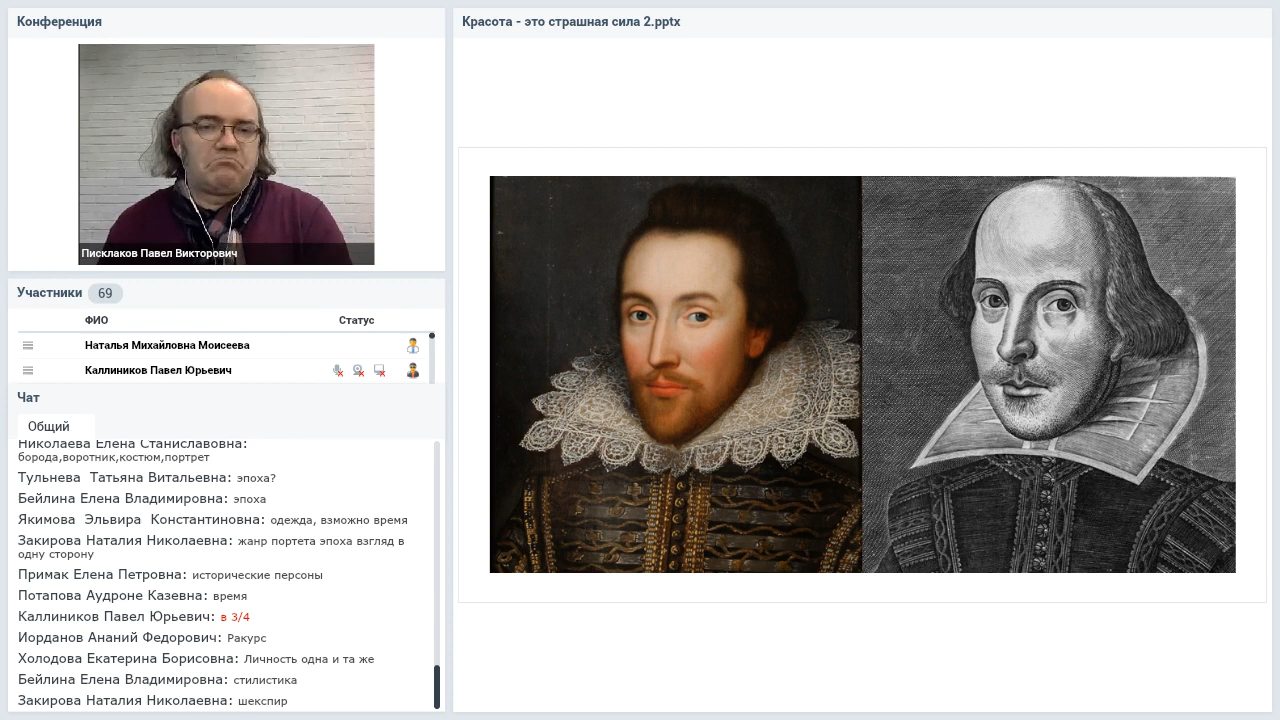 Конференция
Писклаков Павел Викторович
Участники 69
ФИО Статус
Наталья Михайловна Моисеева
Каллиников Павел Юрьевич
Чат
Общий
Николаева Елена Станиславовна:
борода,воротник,костюм,портрет
Тульнева Татьяна Витальевна: эпоха?
Бейлина Елена Владимировна: эпоха
Якимова Эльвира Константиновна: одежда, взможно время
Закирова Наталия Николаевна: жанр портета эпоха взгляд в
одну сторону
Примак Елена Петровна: исторические персоны
Потапова Аудроне Казевна: время
Каллиников Павел Юрьевич: в 3/4
Иорданов Ананий Федорович: Ракурс
Холодова Екатерина Борисовна: Личность одна и та же
Бейлина Елена Владимировна: стилистика
Закирова Наталия Николаевна: шекспир
Красота - это страшная сила 2.pptx